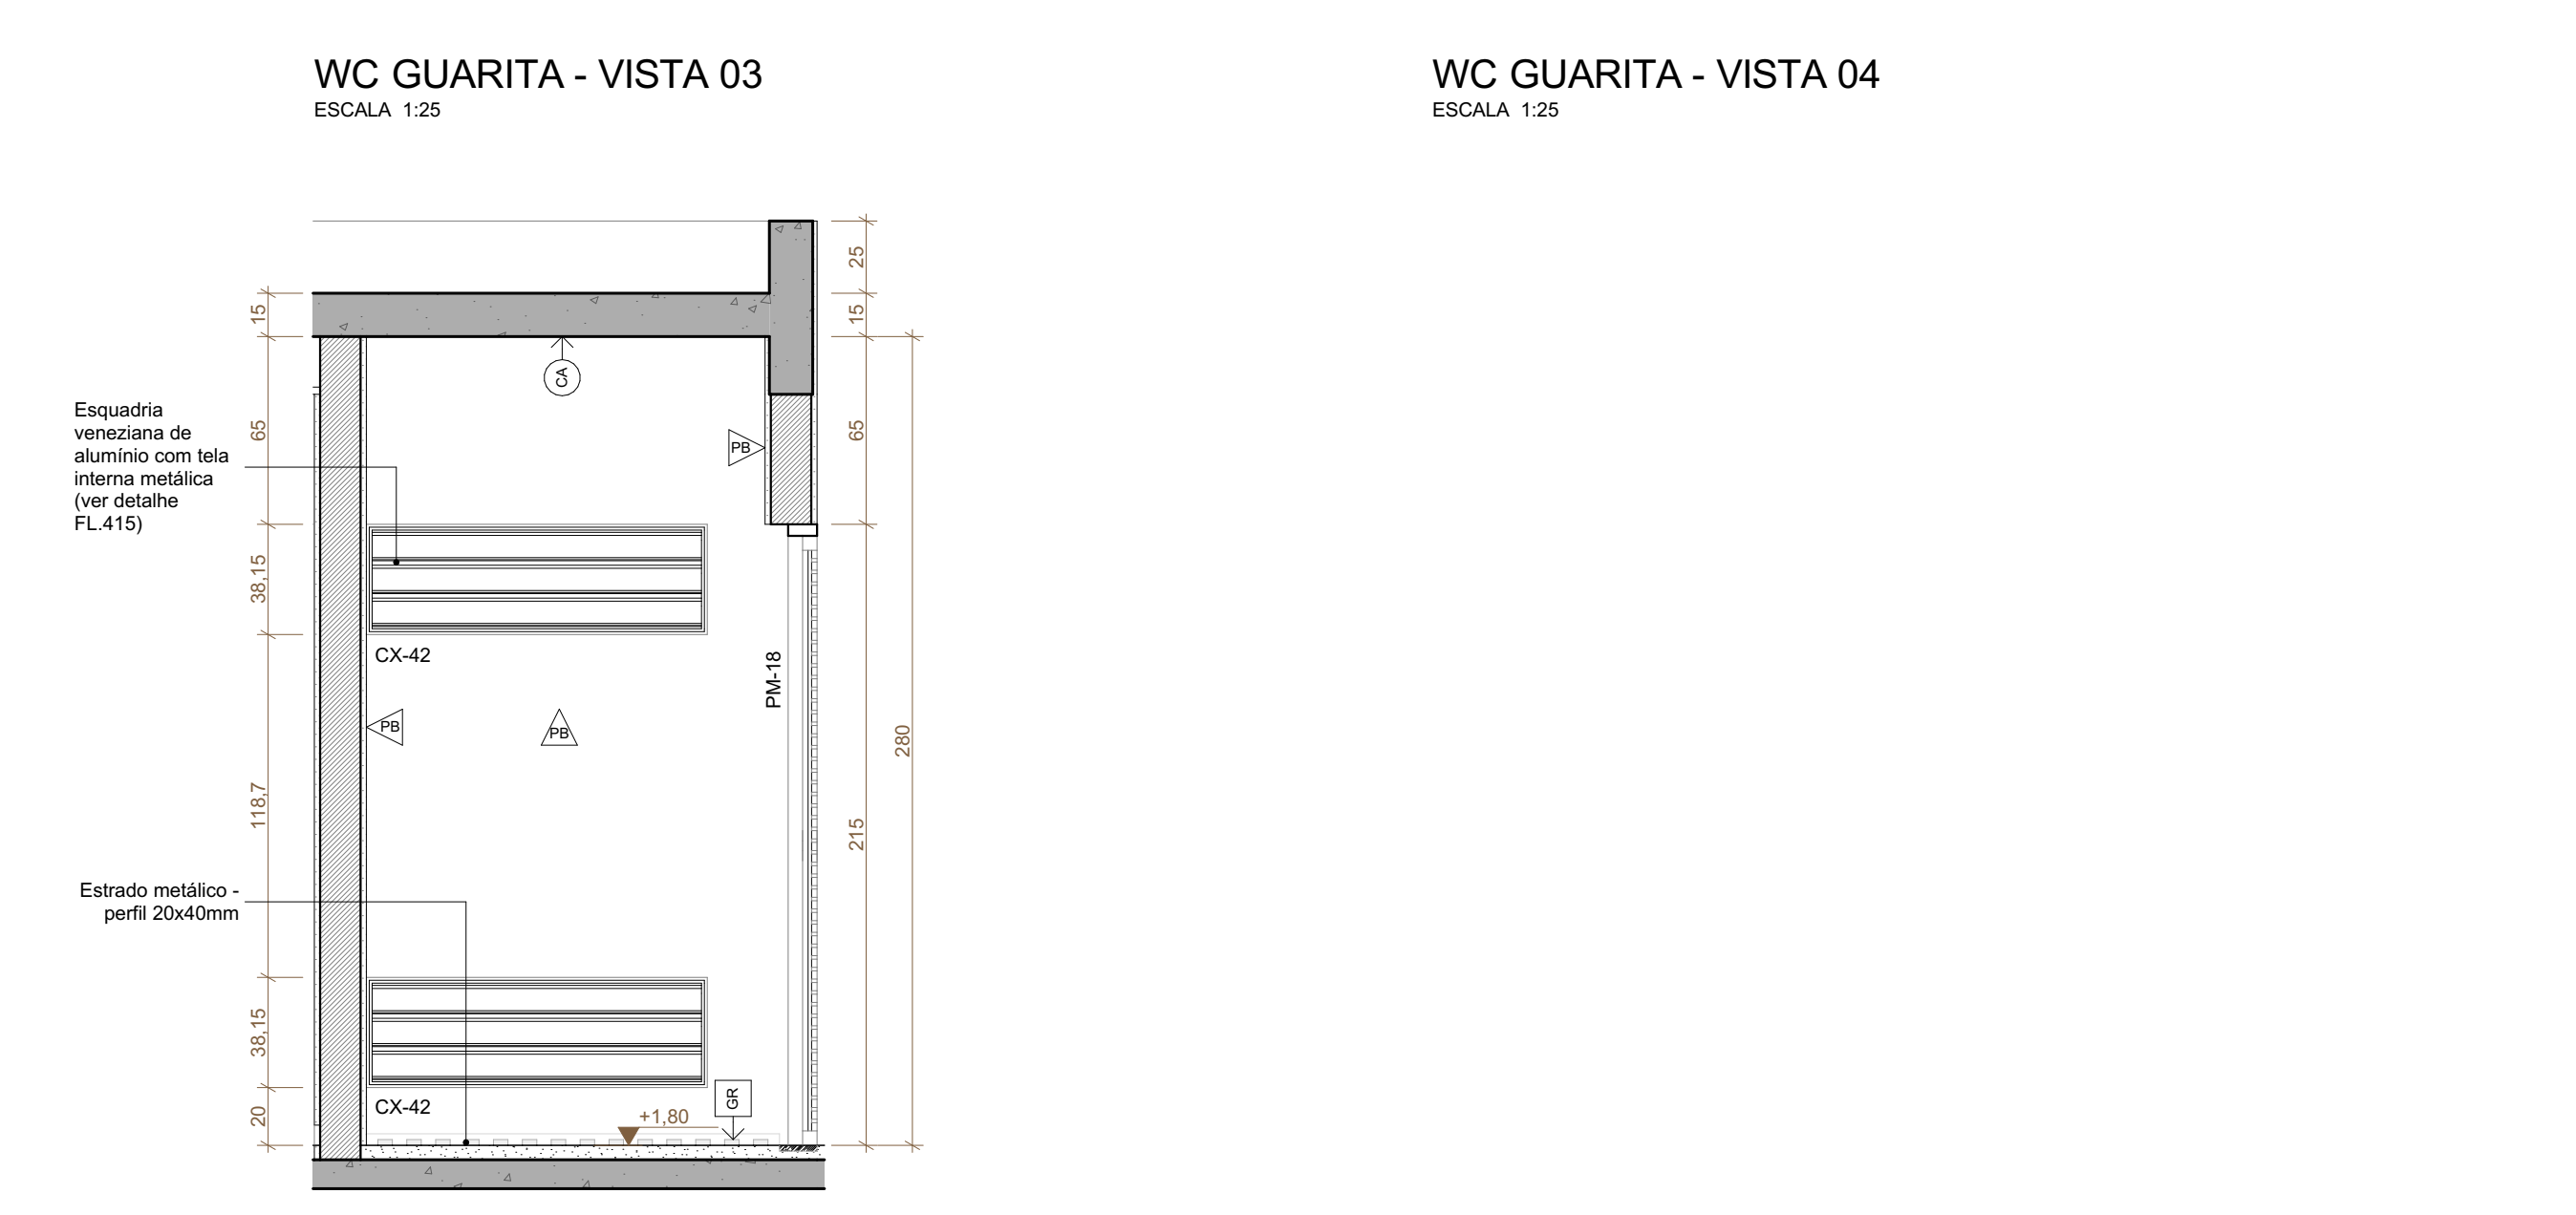 WC GUARITA - VISTA 03
ESCALA 1:25
WC GUARITA - VISTA 04
ESCALA 1:25
25
15
15
CA
Esquadria
veneziana de
alumínio com tela
interna metálica
(ver detalhe
FL.415)
65
65
PB
38,15
CX-42
PM-18
PB
PB
280
118,7
215
Estrado metálico -
perfil 20x40mm
38,15
CX-42
GR
20
+1,80